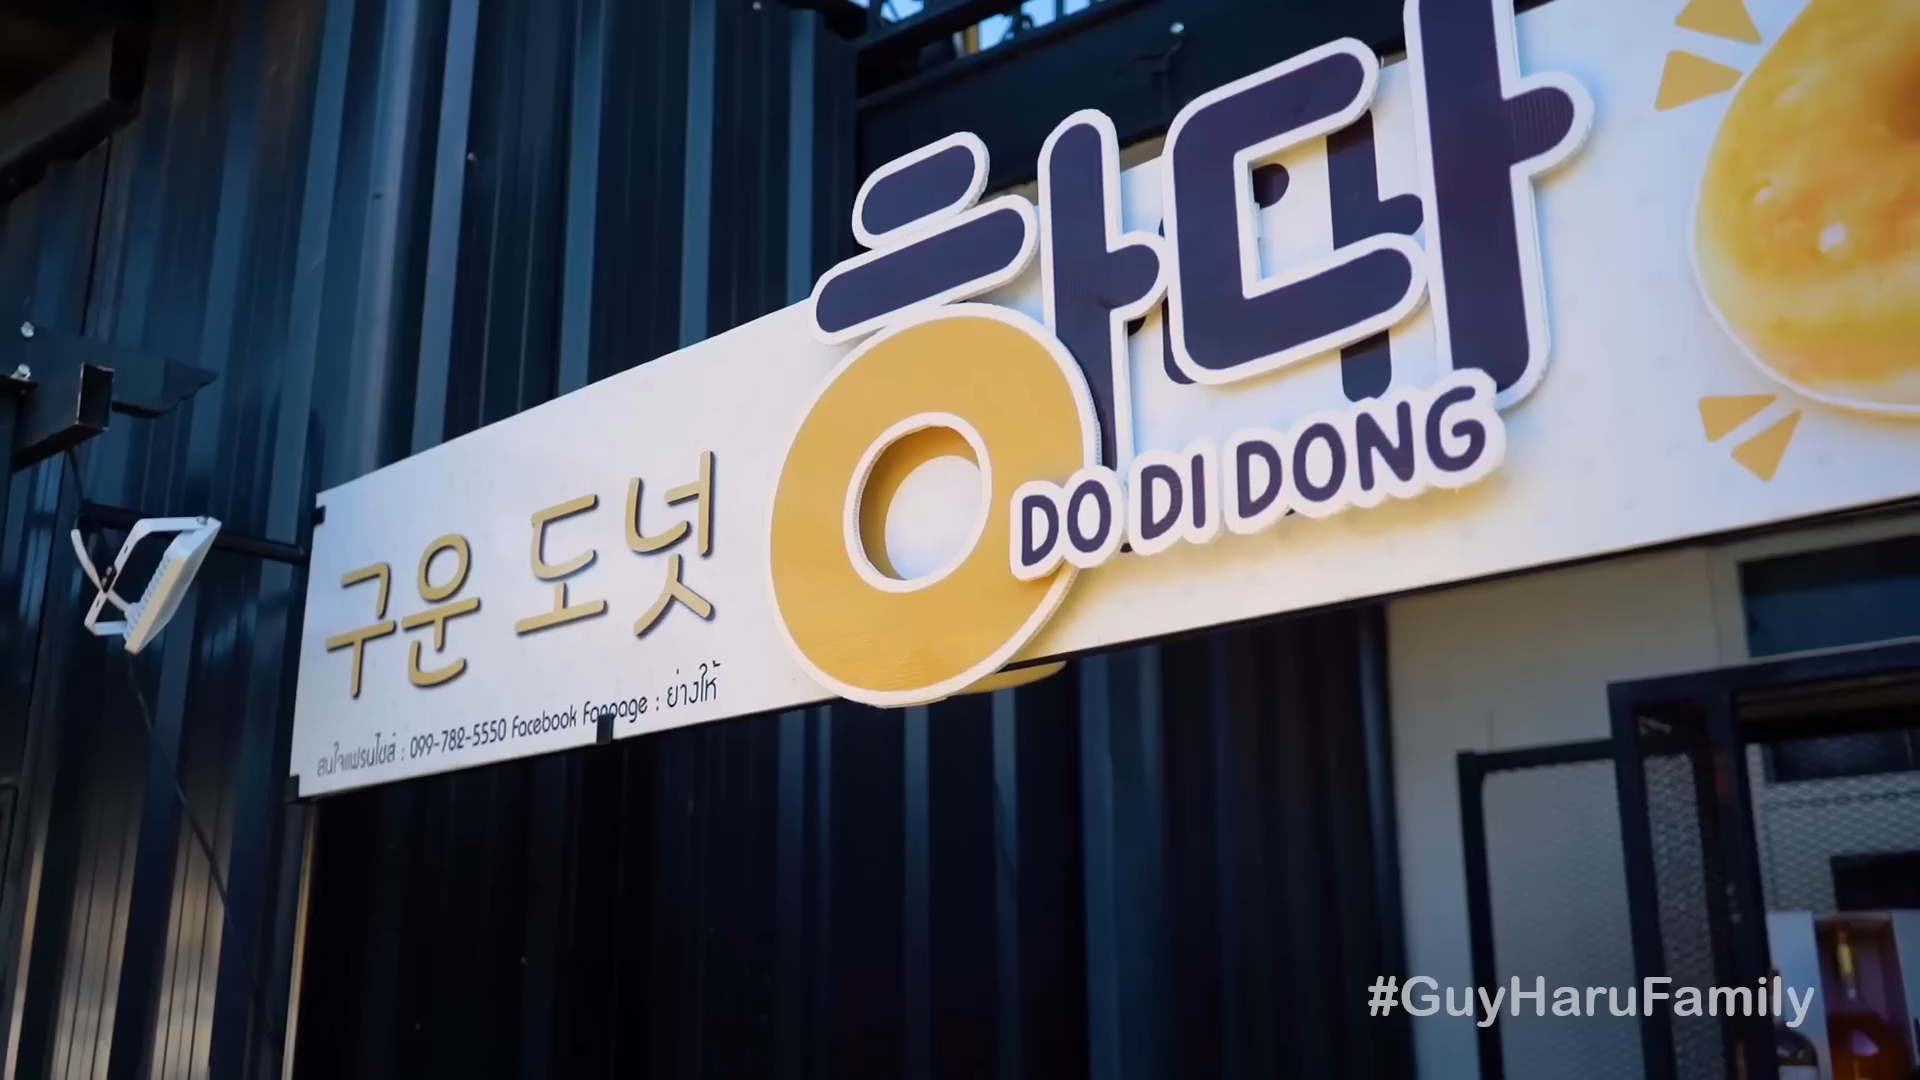 하다
DO DI DONG
구운 도넛
สนใจแฟรนไชส์ : 099-782-5550 Facebook Fanpage : ย่างให้
#GuyHaruFamily